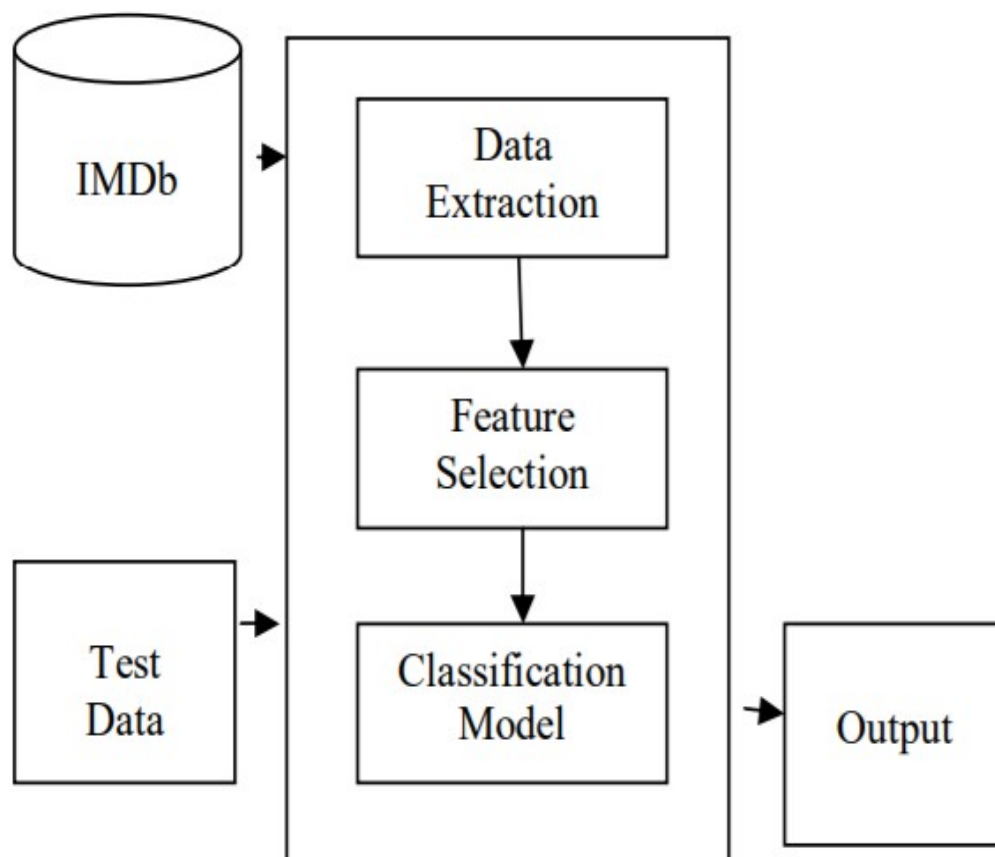 IMDb
Data
Extraction
Feature
Selection
Test
Data
Classification
Model
Output